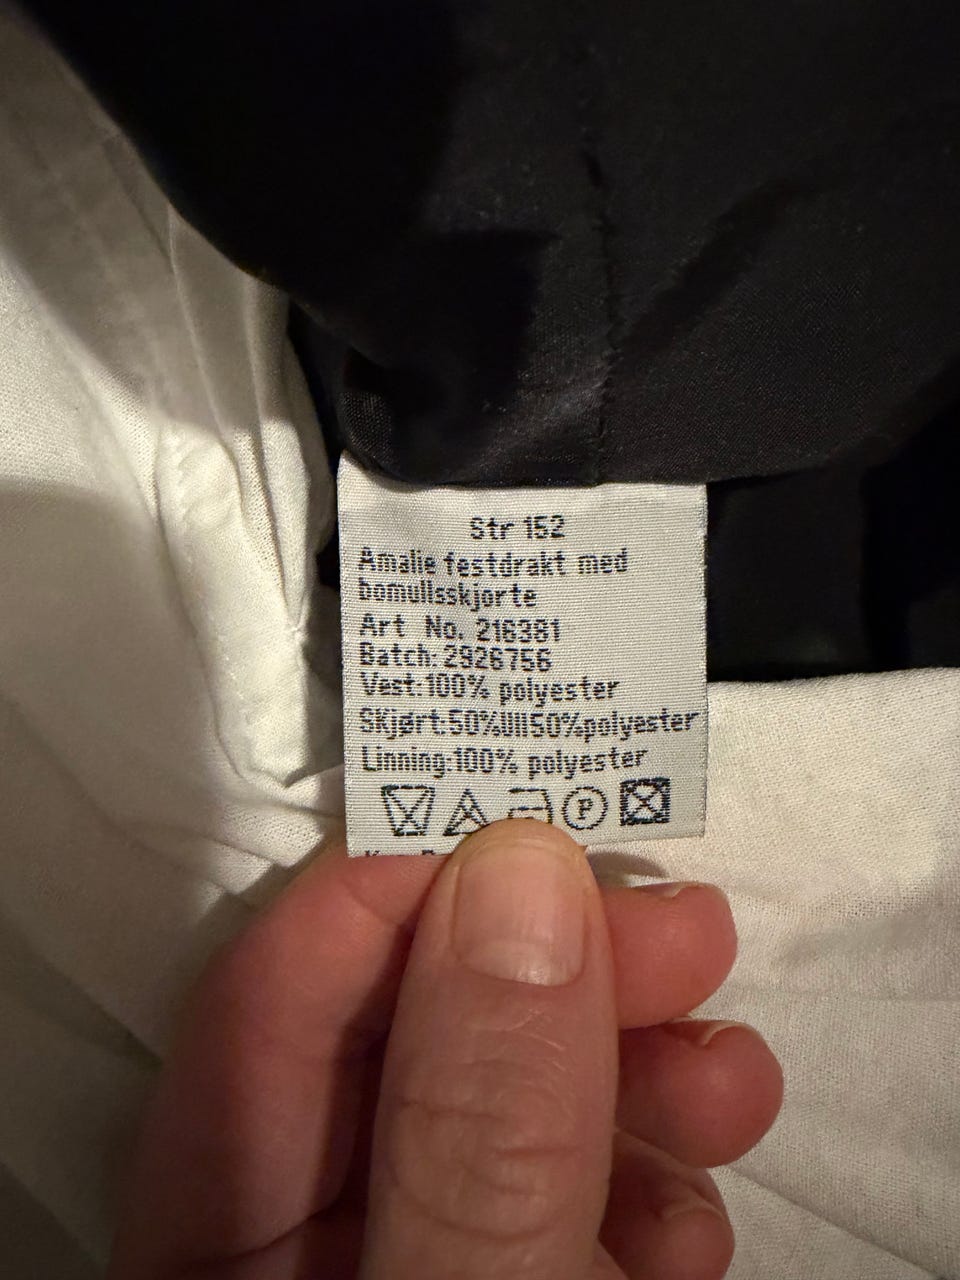 Str 152
Amalie festdrakt med
bomullsskjorte
Art No. 216381
Batch: 2926756
Vest:100% polyester
Skjørt:50%Ull50%polyester
Linning:100% polyester
P